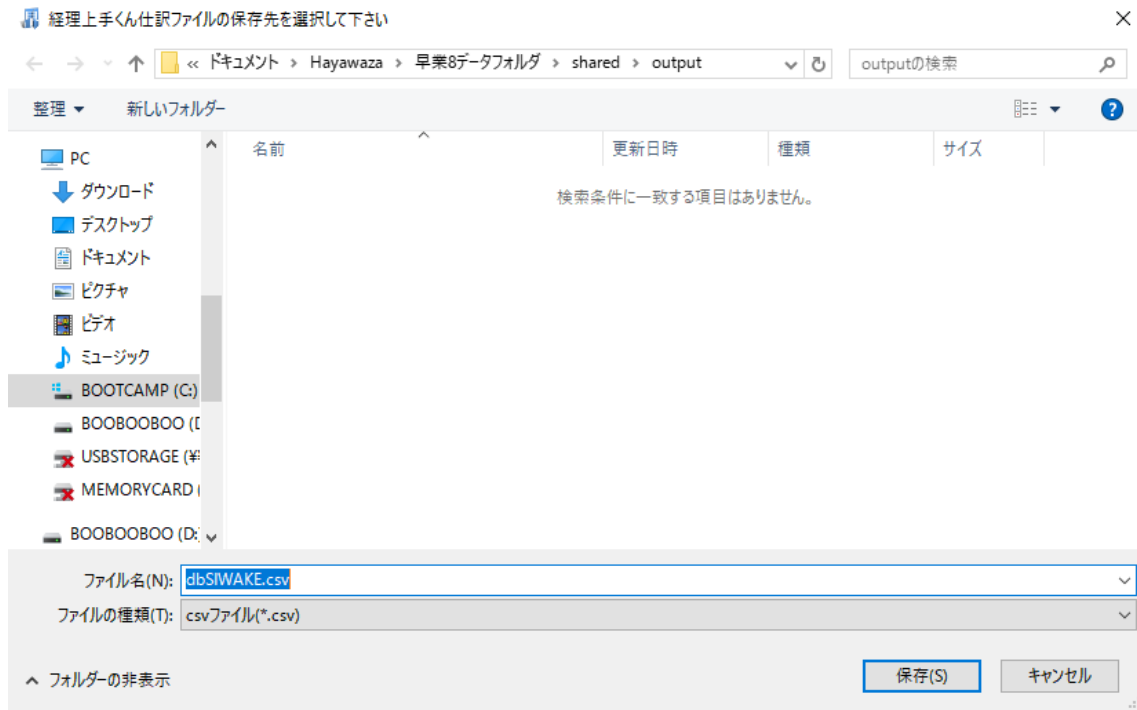 経理上手くん仕訳ファイルの保存先を選択して下さい
« ドキュメント › Hayawaza › 早業8データフォルダ › shared › output
outputの検索
整理 新しいフォルダー
名前 更新日時 種類 サイズ
検索条件に一致する項目はありません。
PC
ダウンロード
デスクトップ
ドキュメント
ピクチャ
ビデオ
ミュージック
BOOTCAMP (C:)
BOOBOOBOO (D
USBSTORAGE (¥
MEMORYCARD (
BOOBOOBOO (D:)
ファイル名(N): dbSIWAKE.csv
ファイルの種類(T): csvファイル(*.csv)
フォルダーの非表示
保存(S) キャンセル